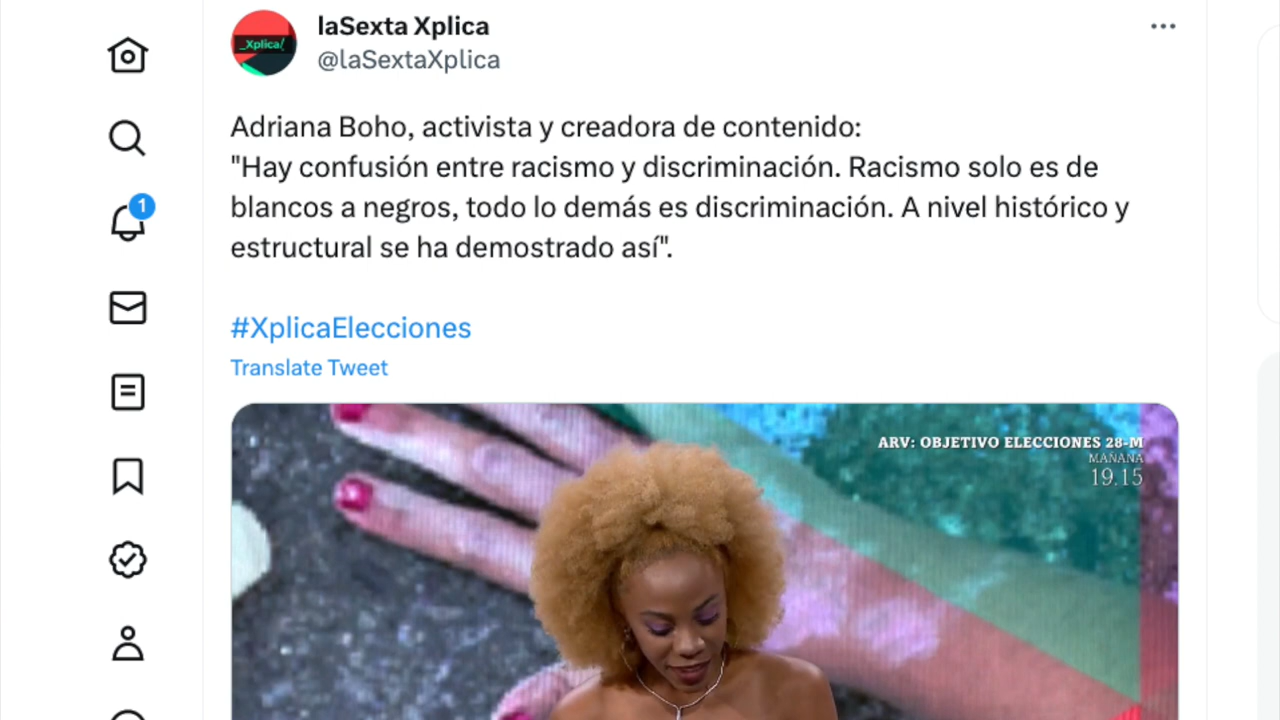 laSexta Xplica
_Xplica!
@laSextaXplica
Adriana Boho, activista y creadora de contenido:
"Hay confusión entre racismo y discriminación. Racismo solo es de
blancos a negros, todo lo demás es discriminación. A nivel histórico y
estructural se ha demostrado así".
1
#XplicaElecciones
Translate Tweet
ARV: OBJETIVO ELECCIONES 28-M
MAÑANA
19.15